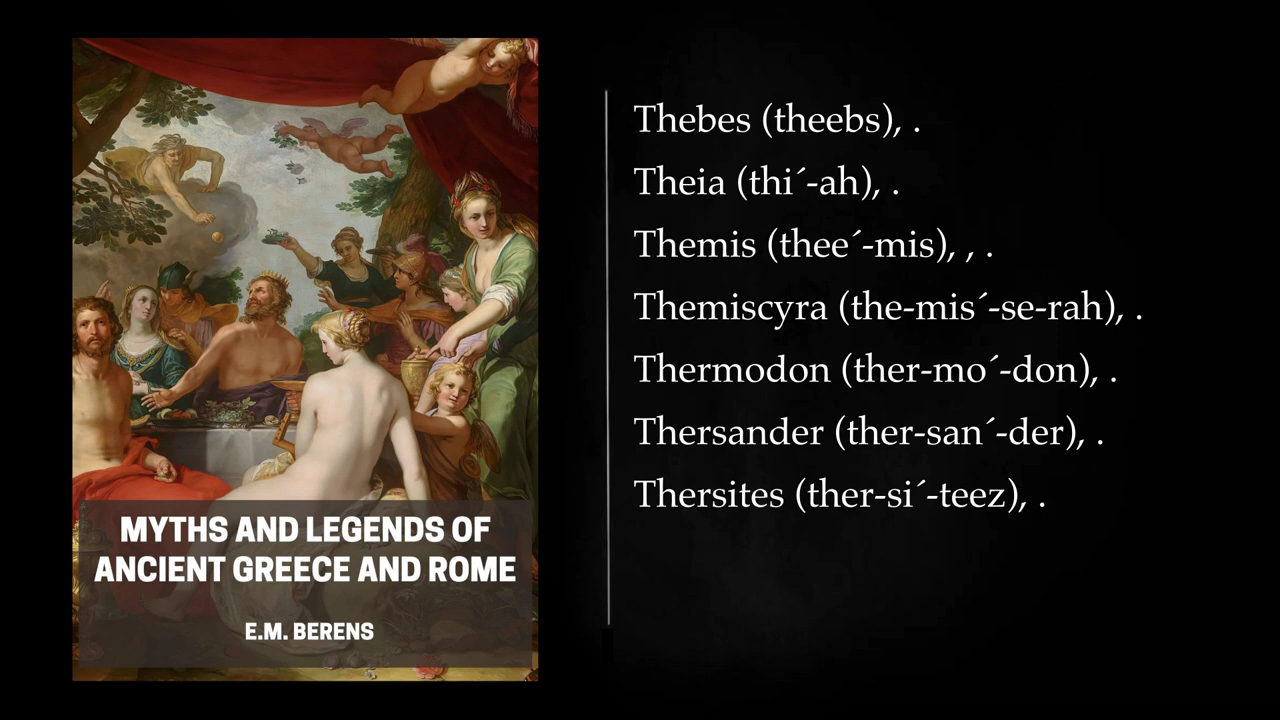 MYTHS AND LEGENDS OF
ANCIENT GREECE AND ROME
E.M. BERENS
Thebes (theebs), .
Theia (thi´-ah), .
Themis (thee´-mis), , .
Themiscyra (the-mis´-se-rah), .
Thermodon (ther-mo´-don), .
Thersander (ther-san´-der), .
Thersites (ther-si´-teez), .